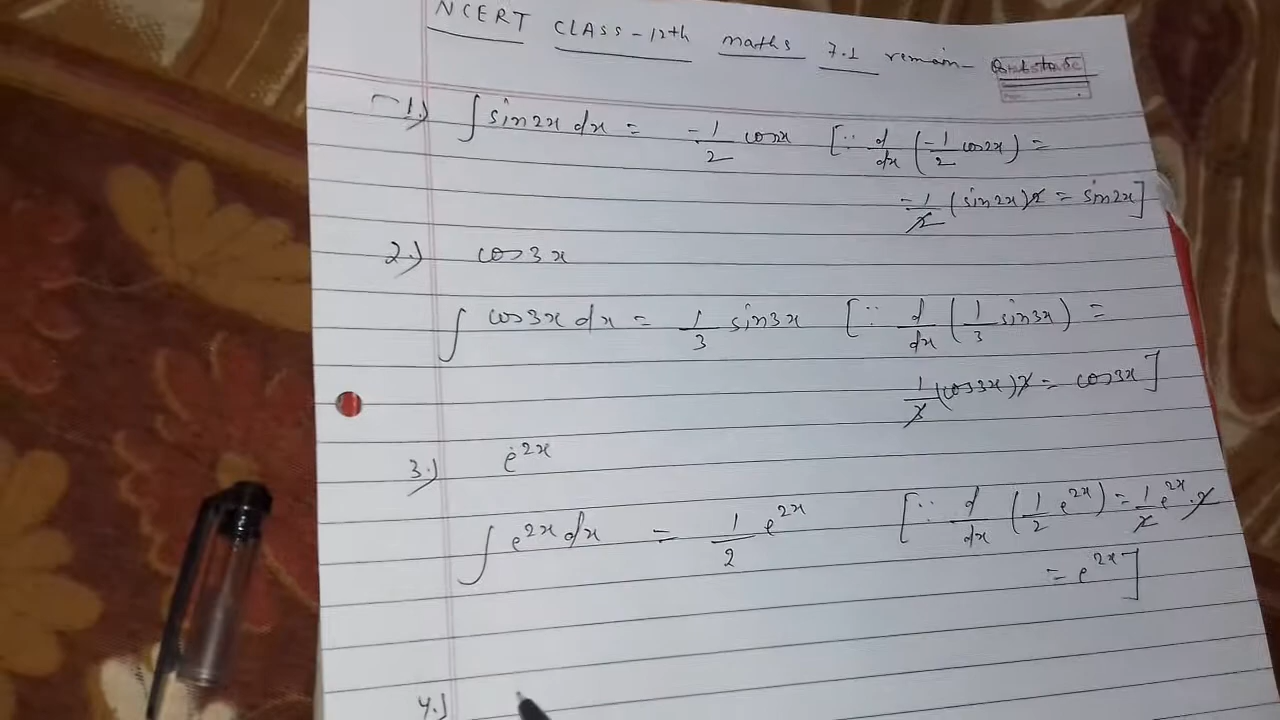 NCERT CLASS-12th maths 7.1 remain-
1.) ∫ sin2x dx = -1/2 cosx [∵ d/dx (-1/2 cos2x) =
-1/2 (sin2x)2 = sin2x]
2.) cos3x
∫ cos3x dx = 1/3 sin3x [∵ d/dx (1/3 sin3x) =
1/3 (cos3x)3 = cos3x]
3.) e^2x
∫ e^2x dx = 1/2 e^2x [∵ d/dx (1/2 e^2x) = 1/2 e^2x . 2
= e^2x]
4.)